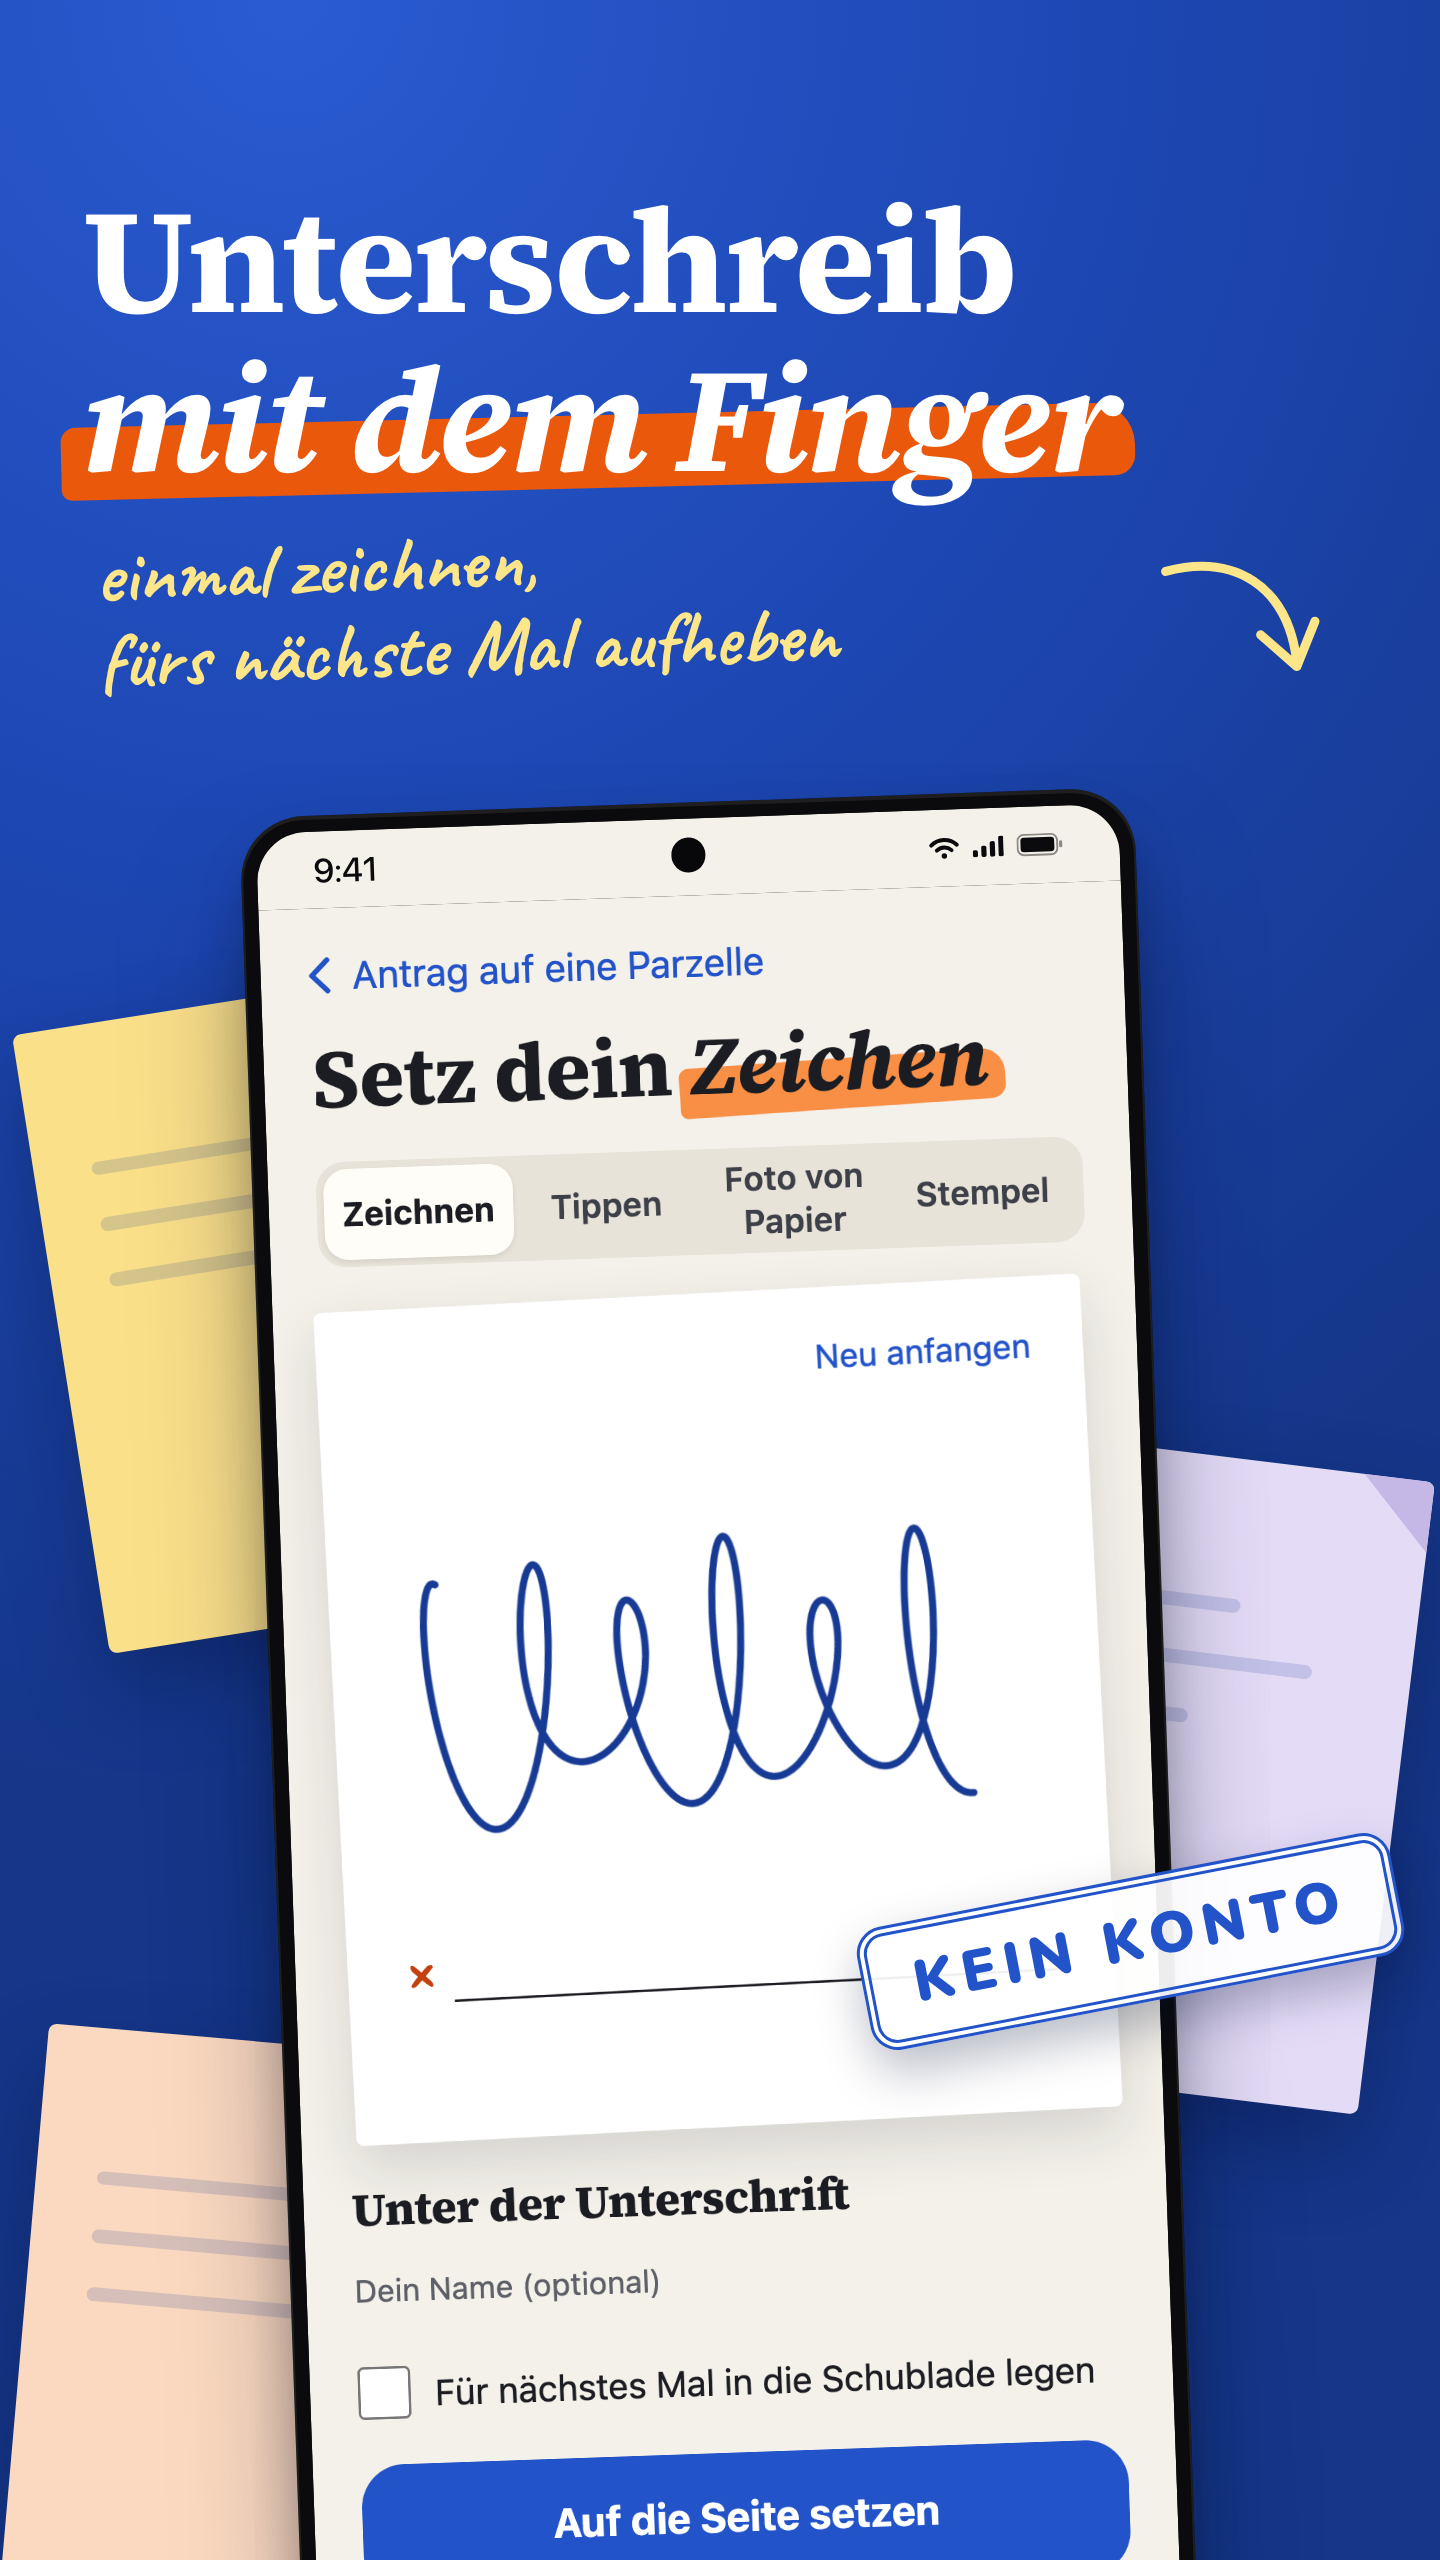 Unterschreib
mit dem Finger
einmal zeichnen,
fürs nächste Mal aufheben
9:41
Antrag auf eine Parzelle
Setz dein Zeichen
Zeichnen
Tippen
Foto von
Papier
Stempel
Neu anfangen
KEIN KONTO
Unter der Unterschrift
Dein Name (optional)
Für nächstes Mal in die Schublade legen
Auf die Seite setzen